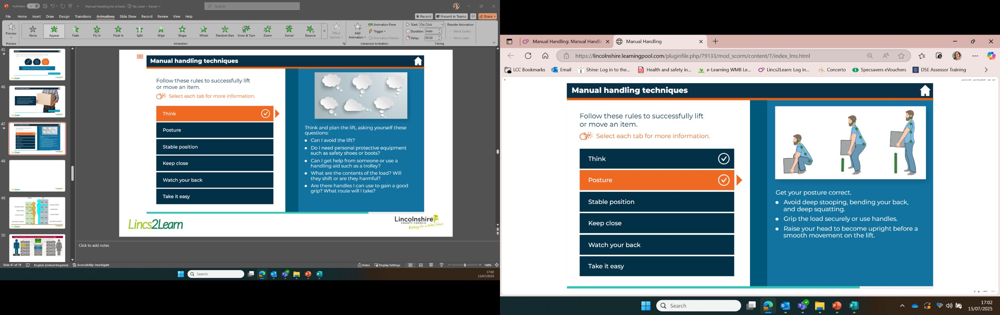 AutoSave
Manual Handling for schools
No Label • Saved
Search
File Home Insert Draw Design Transitions Animations Slide Show Record Review View Help
Record Present in Teams Share
Preview
None Appear Fade Fly In Float In Split Wipe Shape Wheel Random Bars Grow & Turn Zoom Swivel Bounce
Effect Options
Add Animation
Animation Pane
Trigger
Animation Painter
Start: On Click
Duration: Auto
Delay: 00.00
Reorder Animation
Move Earlier
Move Later
Preview Animation Advanced Animation Timing
45
46
47
48
49
50
1
Manual handling techniques
Follow these rules to successfully lift
or move an item.
Select each tab for more information.
Think
Posture
Stable position
Keep close
Watch your back
Take it easy
Think and plan the lift, asking yourself these
questions:
• Can I avoid the lift?
• Do I need personal protective equipment
such as safety shoes or boots?
• Can I get help from someone or use a
handling aid such as a trolley?
• What are the contents of the load? Will
they shift or are they harmful?
• Are there handles I can use to gain a good
grip? What route will I take?
Lincs2Learn
Lincolnshire
COUNTY COUNCIL
Working for a better future
Click to add notes
Slide 47 of 79 English (United Kingdom) Accessibility: Investigate
Notes Display Settings 100%
Search
17:02
15/07/2025
Manual Handling: Manual Handli
Manual Handling
https://lincolnshire.learningpool.com/pluginfile.php/79133/mod_scorm/content/7/index_lms.html
LCC Bookmarks Email Shine: Log in to the... Health and safety in... e-Learning WMB Le... Lincs2Learn: Log in... Concerto Specsavers eVouchers DSE Assessor Training
Manual handling techniques
Follow these rules to successfully lift
or move an item.
Select each tab for more information.
Think
Posture
Stable position
Keep close
Watch your back
Take it easy
Get your posture correct.
• Avoid deep stooping, bending your back,
and deep squatting.
• Grip the load securely or use handles.
• Raise your head to become upright before a
smooth movement on the lift.
Search
17:02
15/07/2025